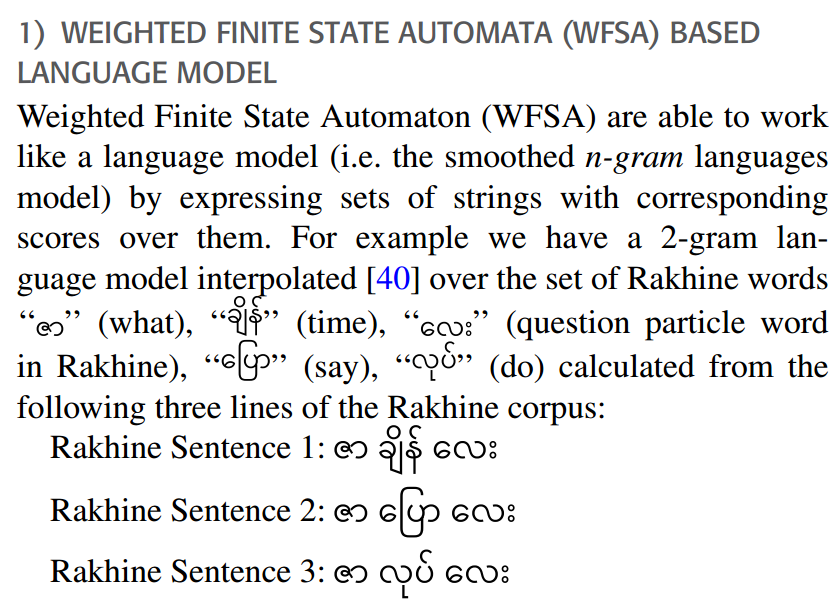 1) WEIGHTED FINITE STATE AUTOMATA (WFSA) BASED
LANGUAGE MODEL
Weighted Finite State Automaton (WFSA) are able to work
like a language model (i.e. the smoothed n-gram languages
model) by expressing sets of strings with corresponding
scores over them. For example we have a 2-gram lan-
guage model interpolated [40] over the set of Rakhine words
“ဇာ” (what), “ချိန်” (time), “လေး” (question particle word
in Rakhine), “ပြော” (say), “လုပ်” (do) calculated from the
following three lines of the Rakhine corpus:
Rakhine Sentence 1: ဇာ ချိန် လေး
Rakhine Sentence 2: ဇာ ပြော လေး
Rakhine Sentence 3: ဇာ လုပ် လေး